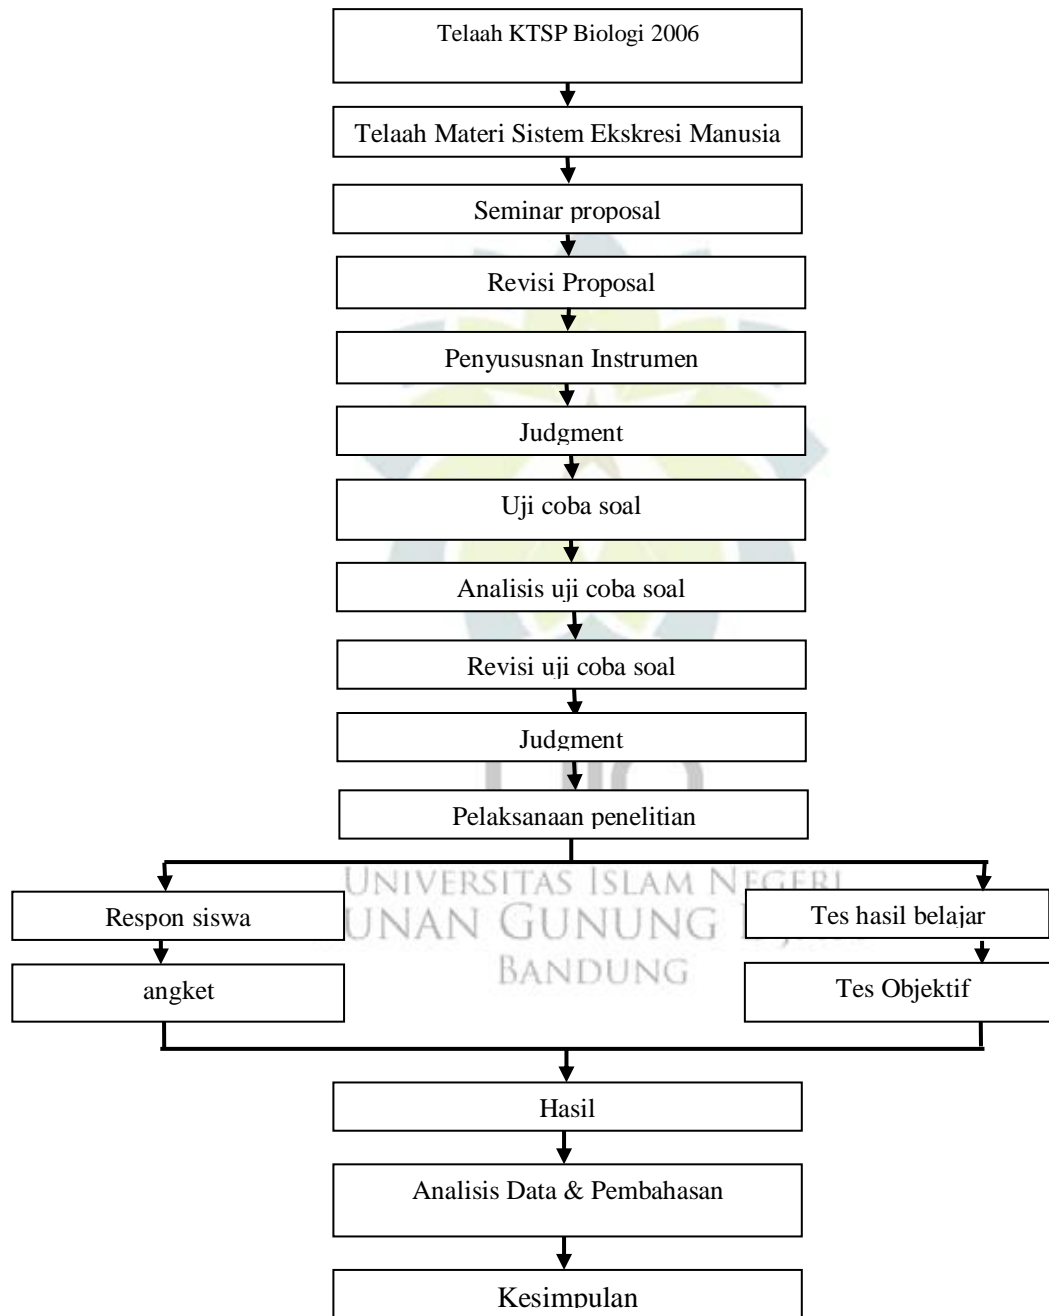 Telaah KTSP Biologi 2006
Telaah Materi Sistem Ekskresi Manusia
Seminar proposal
Revisi Proposal
Penyususnan Instrumen
Judgment
Uji coba soal
Analisis uji coba soal
Revisi uji coba soal
Judgment
Pelaksanaan penelitian
UNIVERSITAS ISLAM NEGERI
UNAN GUNUNG
BANDUNG
Respon siswa
Tes hasil belajar
angket
Tes Objektif
Hasil
Analisis Data & Pembahasan
Kesimpulan